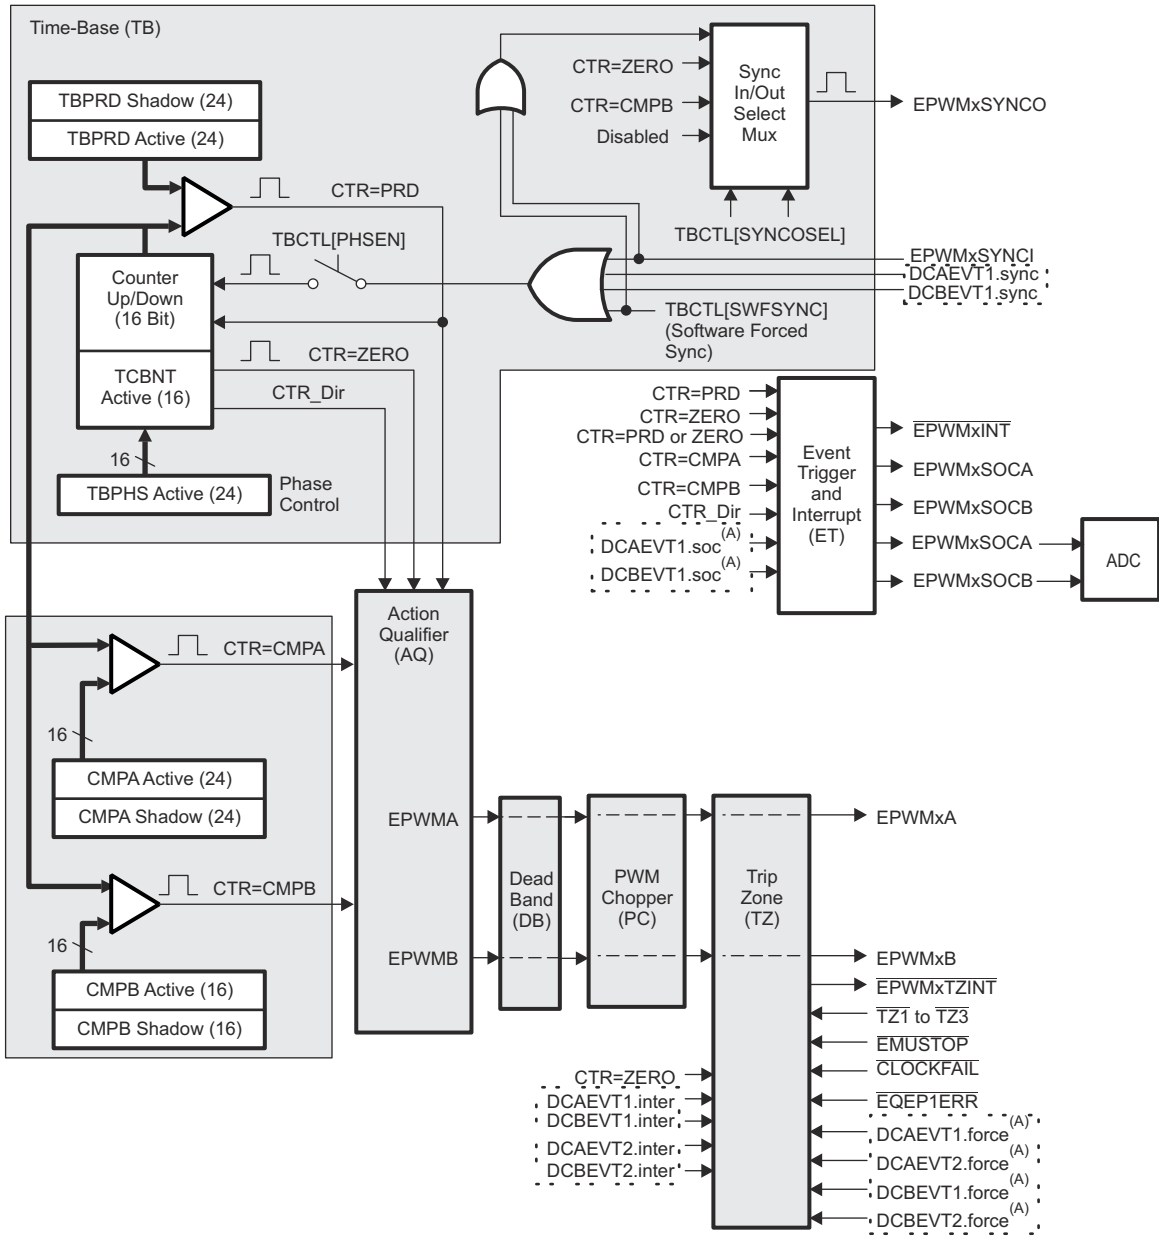 Time-Base (TB)
TBPRD Shadow (24)
TBPRD Active (24)
CTR=PRD
TBCTL[PHSEN]
Counter
Up/Down
(16 Bit)
TCBNT
Active (16)
CTR=ZERO
CTR_Dir
16
TBPHS Active (24)
Phase
Control
CTR=ZERO
CTR=CMPB
Disabled
Sync
In/Out
Select
Mux
EPWMxSYNCO
TBCTL[SYNCOSEL]
EPWMxSYNCI
DCAEVT1.sync
DCBEVT1.sync
TBCTL[SWFSYNC]
(Software Forced
Sync)
CTR=PRD
CTR=ZERO
CTR=PRD or ZERO
CTR=CMPA
CTR=CMPB
CTR_Dir
DCAEVT1.soc(A)
DCBEVT1.soc(A)
Event
Trigger
and
Interrupt
(ET)
EPWMxINT
EPWMxSOCA
EPWMxSOCB
EPWMxSOCA
EPWMxSOCB
ADC
Action
Qualifier
(AQ)
CTR=CMPA
16
CMPA Active (24)
CMPA Shadow (24)
CTR=CMPB
16
CMPB Active (16)
CMPB Shadow (16)
EPWMA
EPWMB
Dead
Band
(DB)
PWM
Chopper
(PC)
Trip
Zone
(TZ)
EPWMxA
EPWMxB
EPWMxTZINT
TZ1 to TZ3
EMUSTOP
CLOCKFAIL
EQEP1ERR
DCAEVT1.force(A)
DCAEVT2.force(A)
DCBEVT1.force(A)
DCBEVT2.force(A)
CTR=ZERO
DCAEVT1.inter
DCBEVT1.inter
DCAEVT2.inter
DCBEVT2.inter